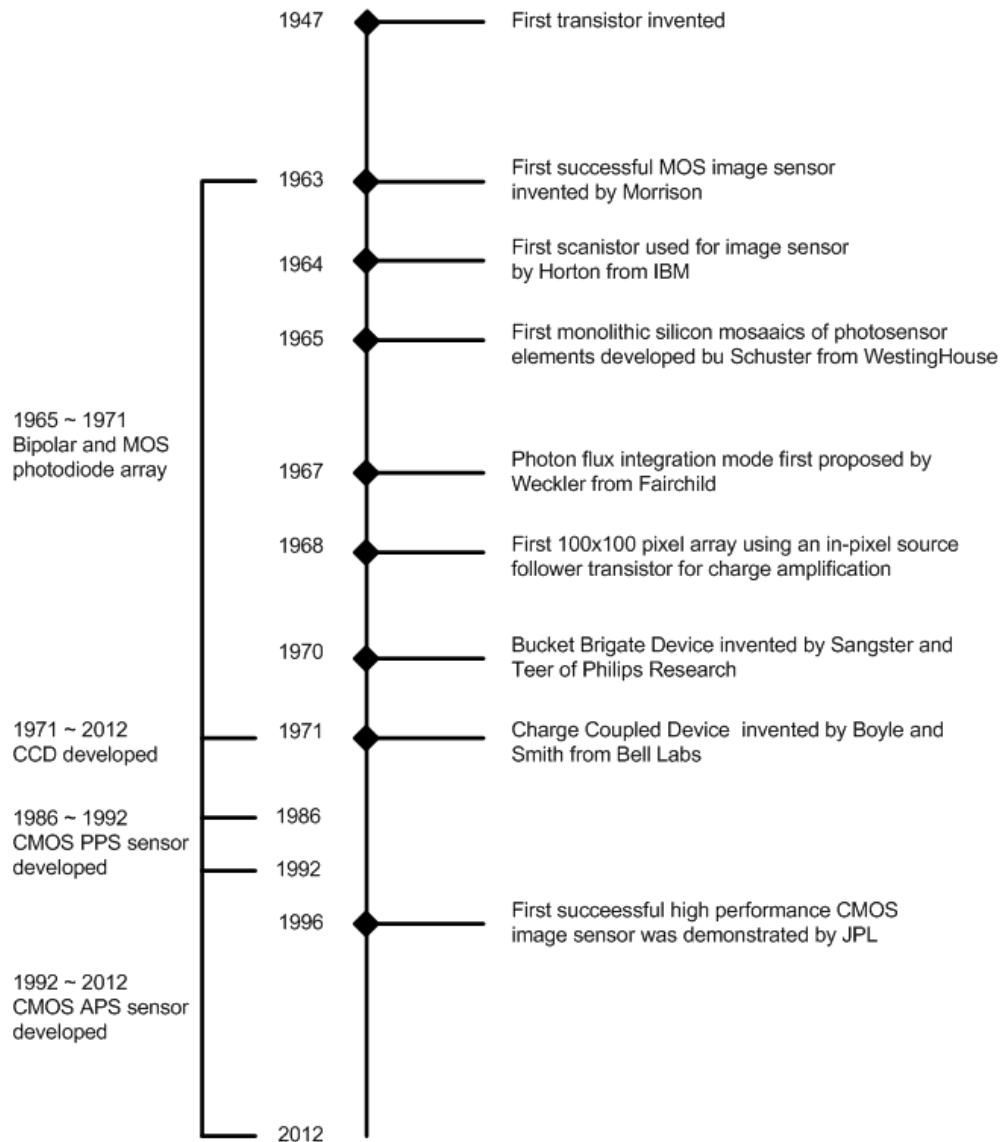 1947
First transistor invented
1963
First successful MOS image sensor
invented by Morrison
1964
First scanistor used for image sensor
by Horton from IBM
1965
First monolithic silicon mosaaics of photosensor
elements developed bu Schuster from WestingHouse
1965 ~ 1971
Bipolar and MOS
photodiode array
1967
Photon flux integration mode first proposed by
Weckler from Fairchild
1968
First 100x100 pixel array using an in-pixel source
follower transistor for charge amplification
1970
Bucket Brigate Device invented by Sangster and
Teer of Philips Research
1971 ~ 2012
CCD developed
1971
Charge Coupled Device  invented by Boyle and
Smith from Bell Labs
1986 ~ 1992
CMOS PPS sensor
developed
1986
1992
1996
First succeessful high performance CMOS
image sensor was demonstrated by JPL
1992 ~ 2012
CMOS APS sensor
developed
2012